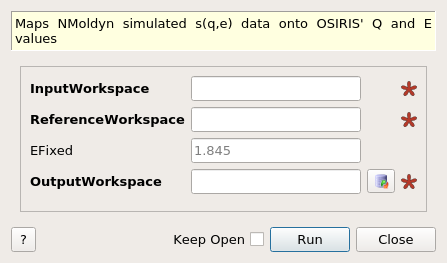 Maps NMoldyn simulated s(q,e) data onto OSIRIS' Q and E
values
InputWorkspace
ReferenceWorkspace
EFixed 1.845
OutputWorkspace
? Keep Open Run Close